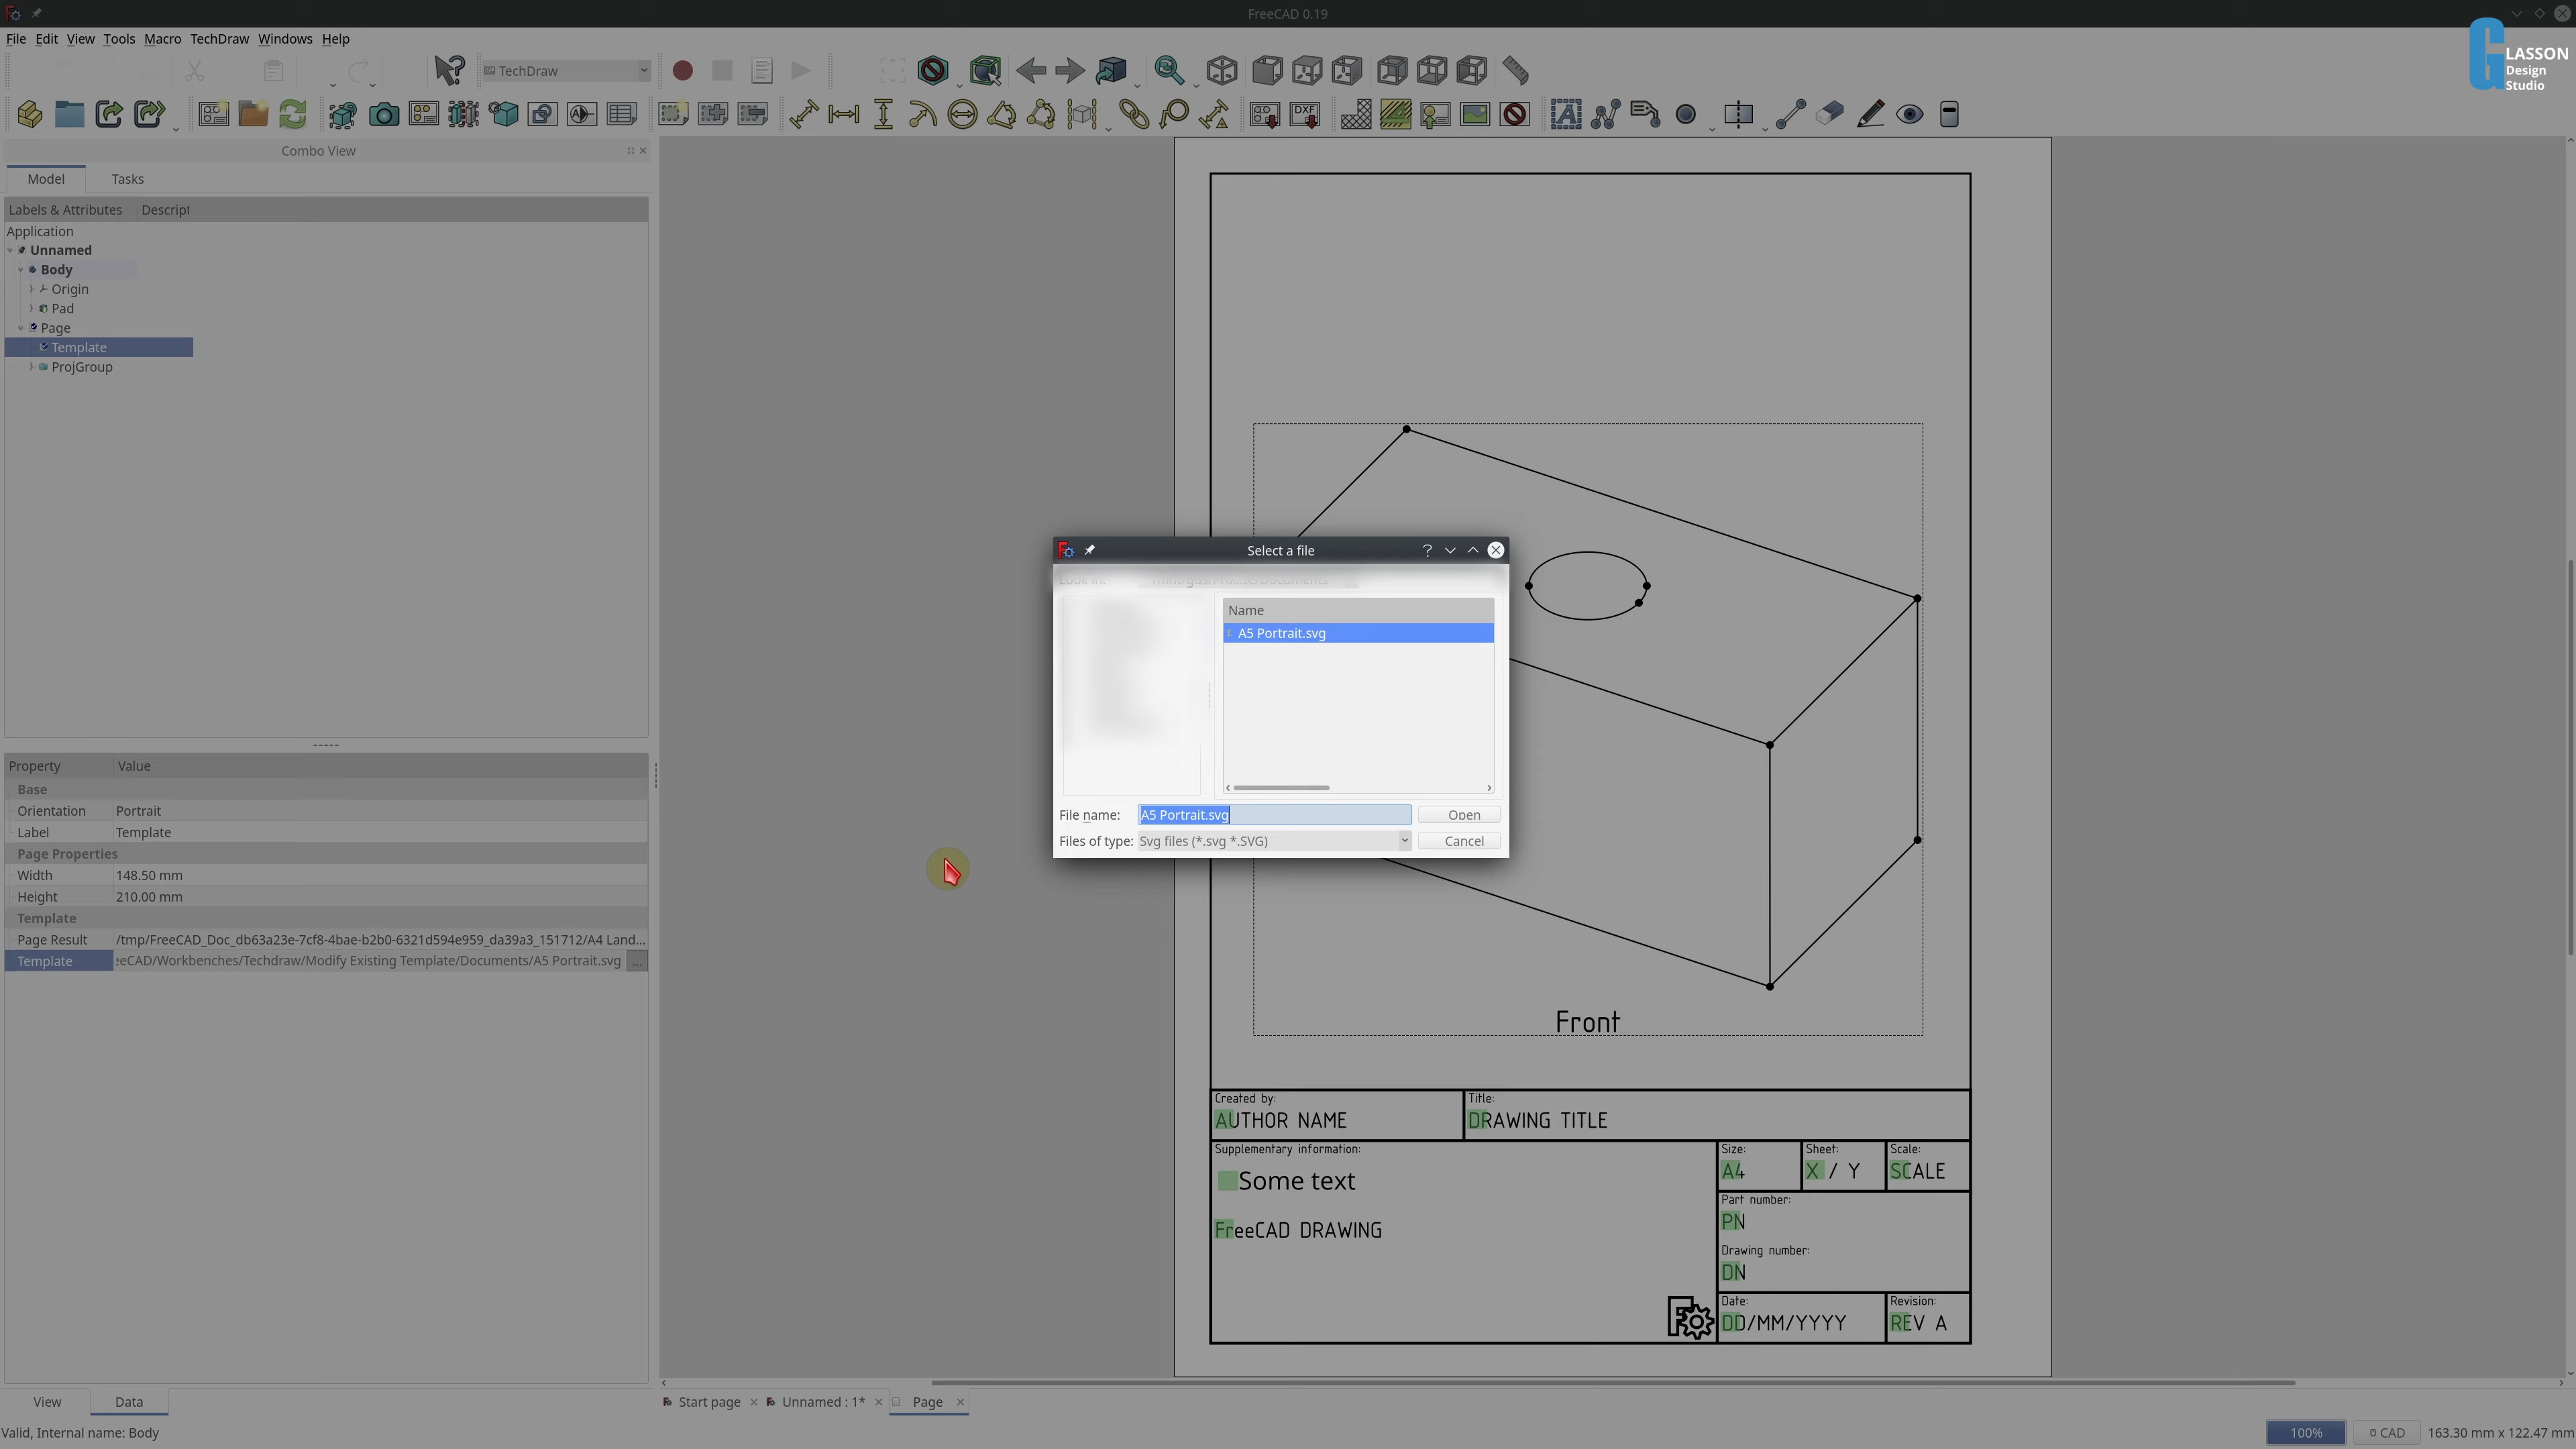 FreeCAD 0.19
File Edit View Tools Macro TechDraw Windows Help
GLASSON
Design
Studio
TechDraw
DXF
Combo View
Model Tasks
Labels & Attributes Descript
Application
Unnamed
Body
Origin
Pad
Page
Template
ProjGroup
Property Value
Base
Orientation Portrait
Label Template
Page Properties
Width 148.50 mm
Height 210.00 mm
Template
Page Result /tmp/FreeCAD_Doc_db63a23e-7cf8-4bae-b2b0-6321d594e959_da39a3_151712/A4 Land...
Template eeCAD/Workbenches/Techdraw/Modify Existing Template/Documents/A5 Portrait.svg ...
View Data
Select a file
Look in:
Name
A5 Portrait.svg
File name: A5 Portrait.svg Open
Files of type: Svg files (*.svg *.SVG) Cancel
Front
Created by: Title:
AUTHOR NAME DRAWING TITLE
Supplementary information: Size: Sheet: Scale:
Some text A4 X / Y SCALE
Part number:
FreeCAD DRAWING PN
Drawing number:
DN
Date: Revision:
DD/MM/YYYY REV A
Start page Unnamed : 1* Page
Valid, Internal name: Body
100% CAD 163.30 mm x 122.47 mm